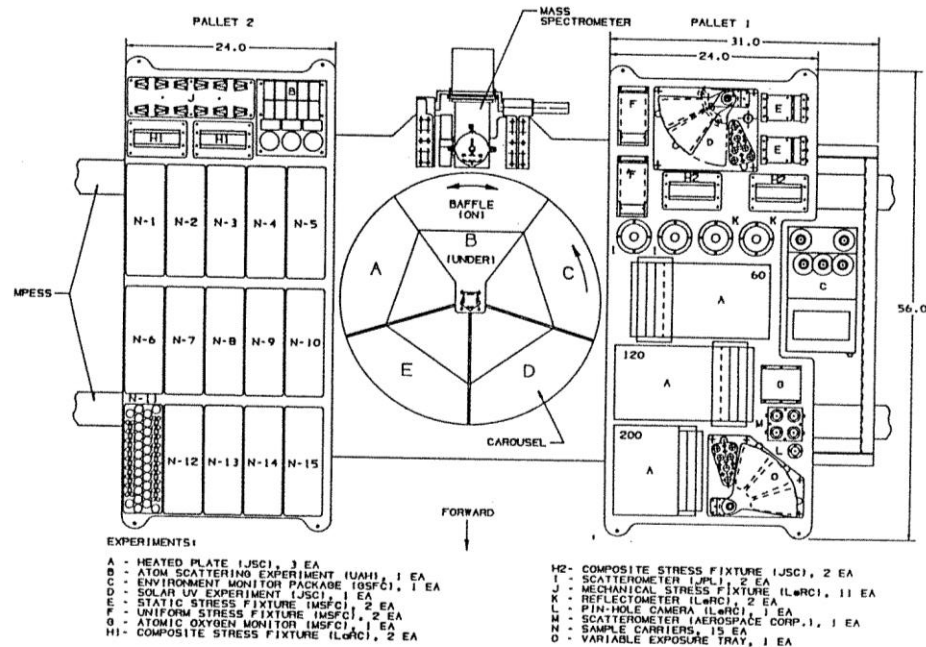 PALLET 2
MASS
SPECTROMETER
PALLET 1
31.0
24.0
24.0
J
B
F
D
E
E
H1
H1
F
H2
H2
N-1
N-2
N-3
N-4
N-5
BAFFLE
(ON)
B
(UNDER)
A
C
I
I
K
K
C
60
A
MPESS
56.0
N-6
N-7
N-8
N-9
N-10
E
D
120
A
G
N-11
M
CAROUSEL
L
N-12
N-13
N-14
N-15
200
A
O
FORWARD
EXPERIMENTS:
A - HEATED PLATE (JSC), 3 EA
B - ATOM SCATTERING EXPERIMENT (UAH), 1 EA
C - ENVIRONMENT MONITOR PACKAGE (GSFC), 1 EA
D - SOLAR UV EXPERIMENT (JSC), 1 EA
E - STATIC STRESS FIXTURE (MSFC), 2 EA
F - UNIFORM STRESS FIXTURE (MSFC), 2 EA
G - ATOMIC OXYGEN MONITOR (MSFC), 1 EA
H1- COMPOSITE STRESS FIXTURE (LaRC), 2 EA
H2- COMPOSITE STRESS FIXTURE (JSC), 2 EA
I - SCATTEROMETER (JPL), 2 EA
J - MECHANICAL STRESS FIXTURE (LeRC), 11 EA
K - REFLECTOMETER (LeRC), 2 EA
L - PIN-HOLE CAMERA (LeRC), 1 EA
M - SCATTEROMETER (AEROSPACE CORP.), 1 EA
N - SAMPLE CARRIERS, 15 EA
O - VARIABLE EXPOSURE TRAY, 1 EA